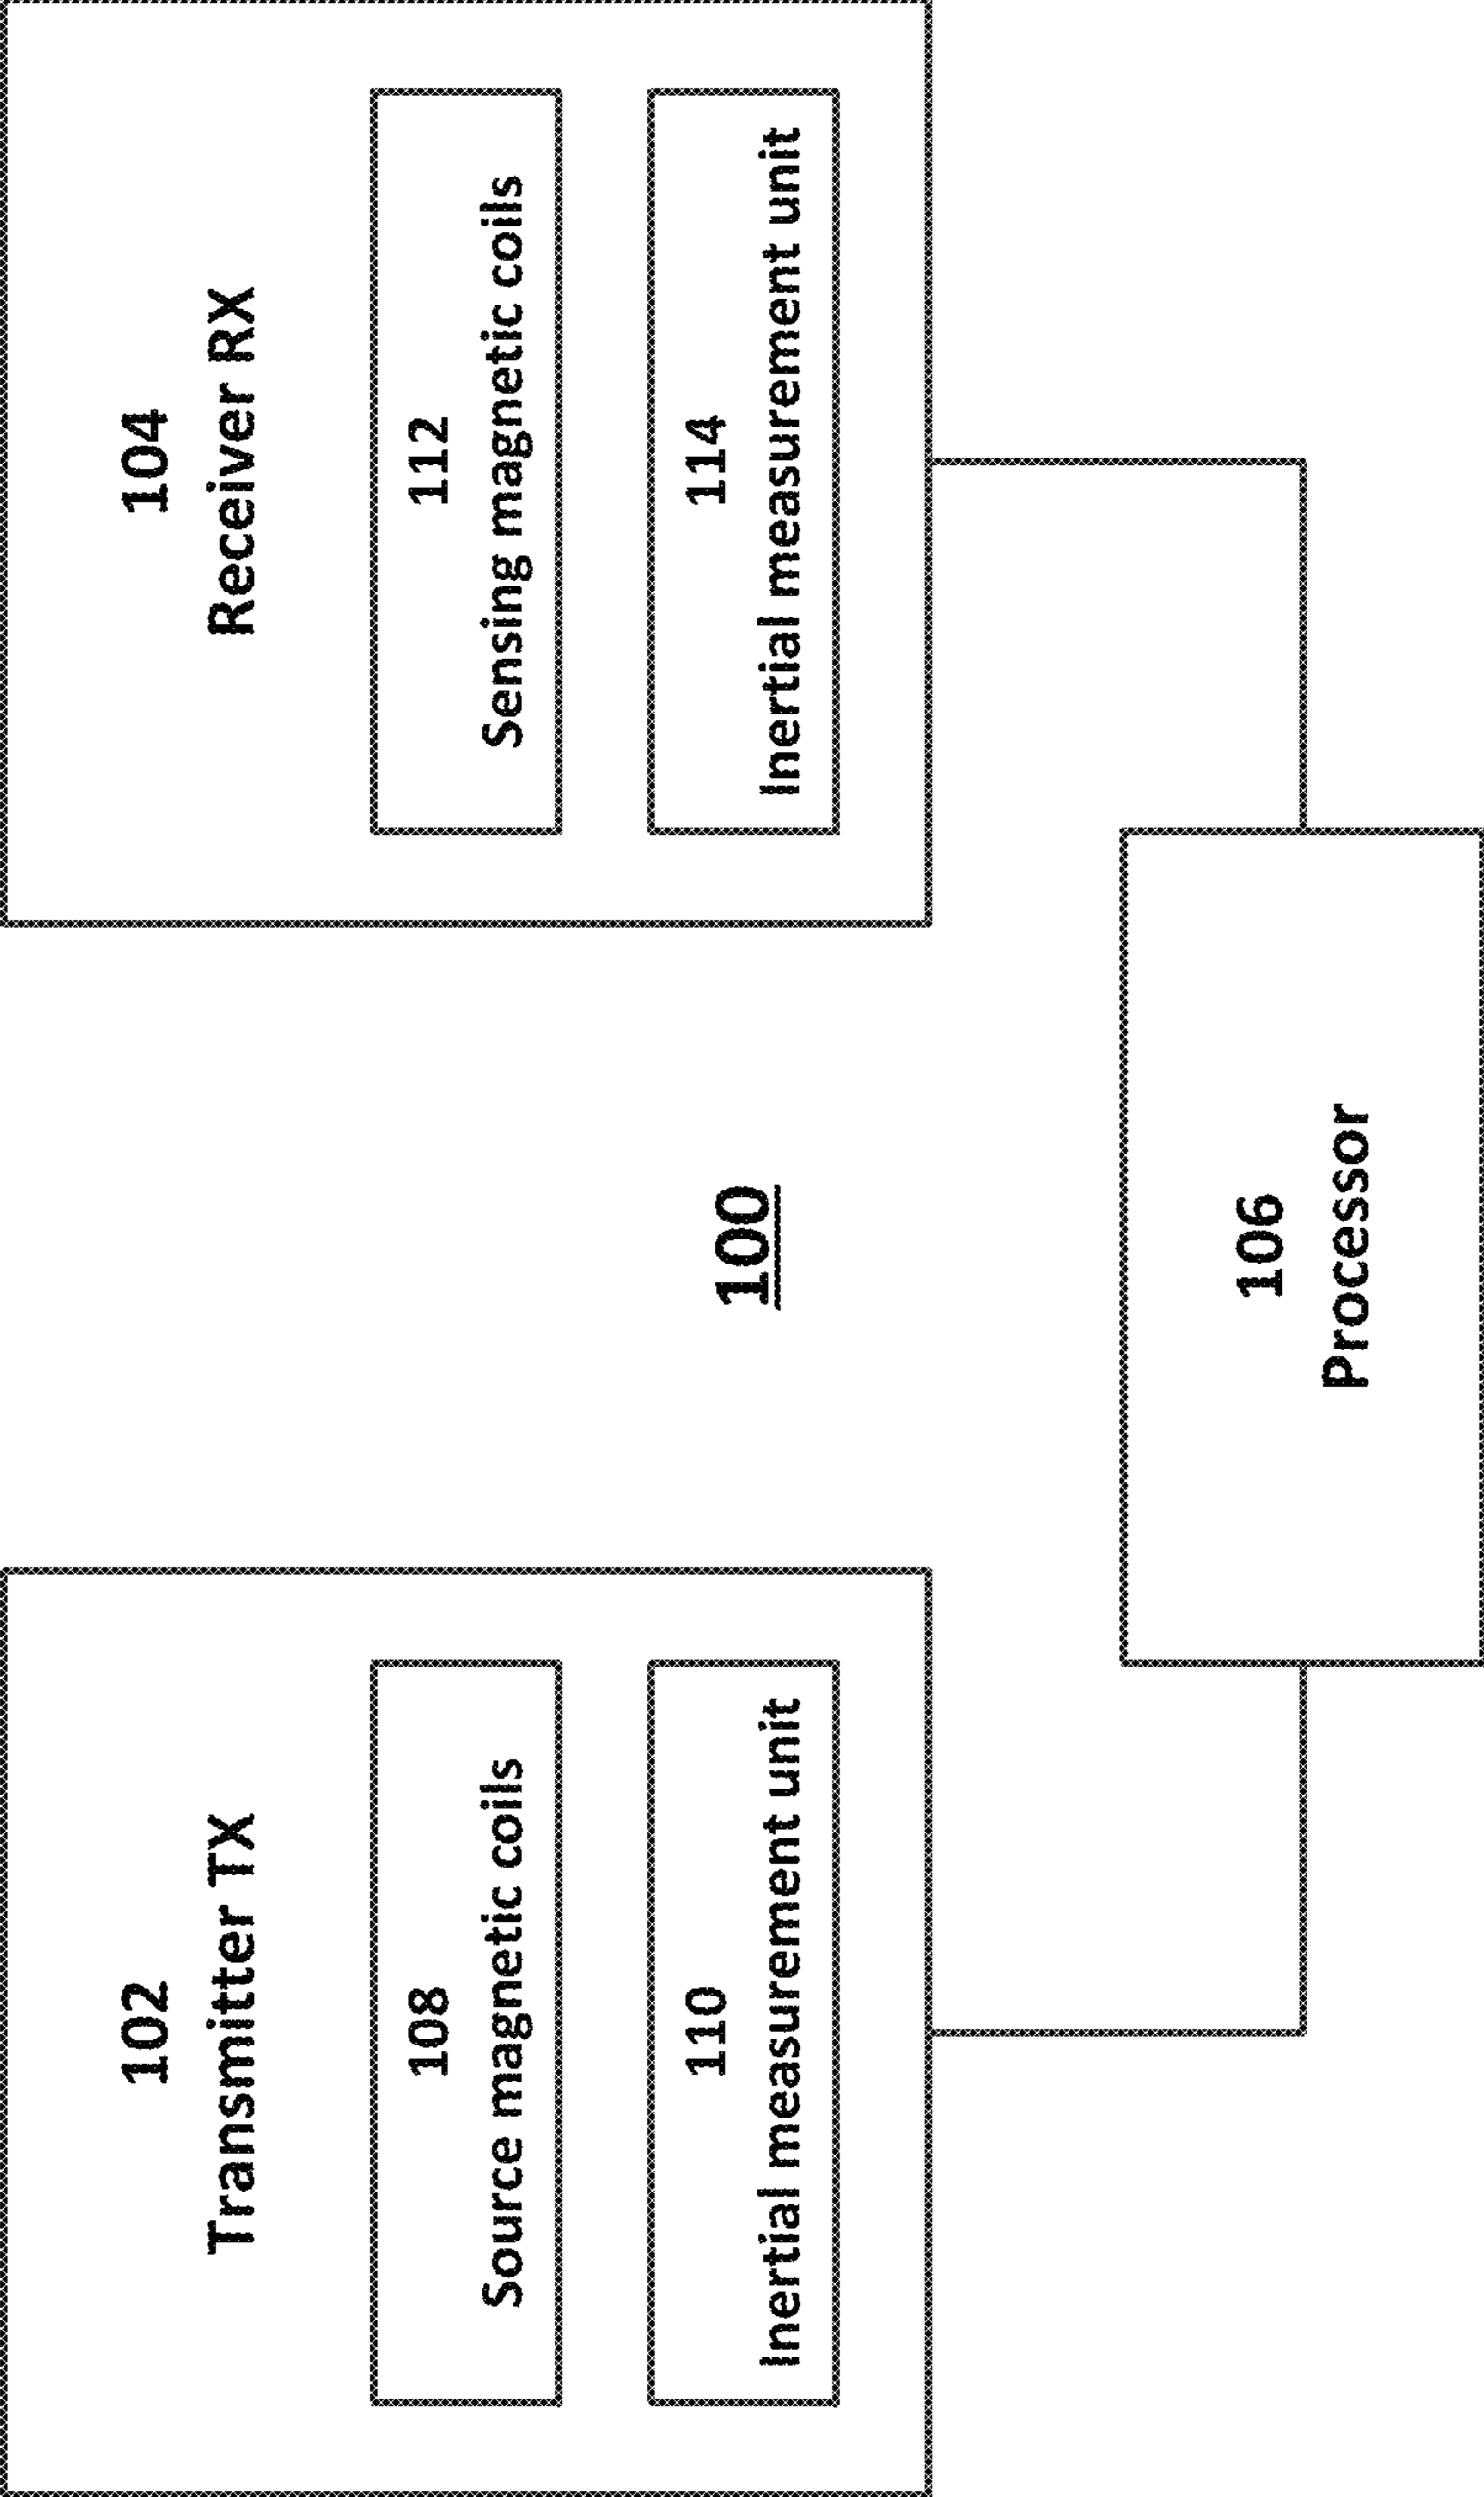 102
Transmitter TX
108
Source magnetic coils
110
Inertial measurement unit
100
104
Receiver RX
112
Sensing magnetic coils
114
Inertial measurement unit
106
Processor